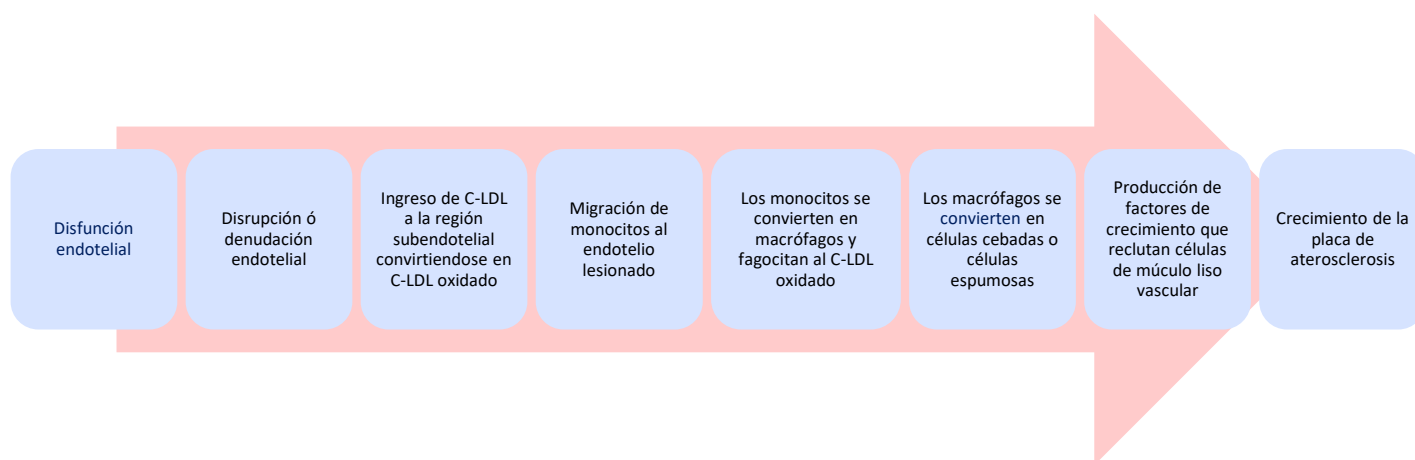 Disfunción
endotelial
Disrupción ó
denudación
endotelial
Ingreso de C-LDL
a la región
subendotelial
convirtiendose en
C-LDL oxidado
Migración de
monocitos al
endotelio
lesionado
Los monocitos se
convierten en
macrófagos y
fagocitan al C-LDL
oxidado
Los macrófagos se
convierten en
células cebadas o
células
espumosas
Producción de
factores de
crecimiento que
reclutan células
de múculo liso
vascular
Crecimiento de la
placa de
aterosclerosis